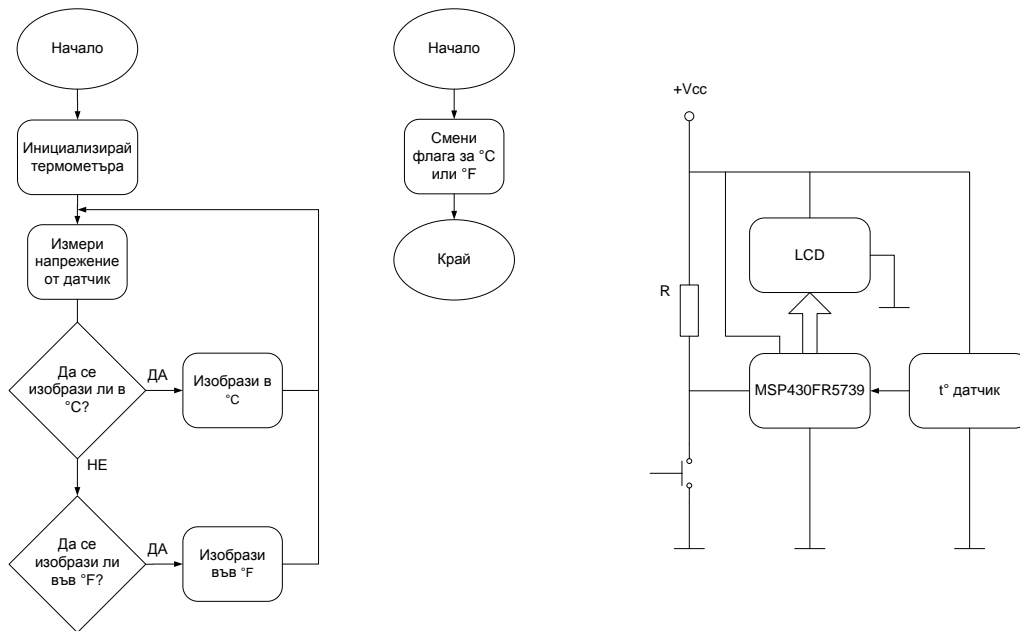 Начало
Инициализирай
термометъра
Измери
напрежение
от датчик
Да се
изобрази ли в
°C?
ДА
Изобрази в
°C
НЕ
Да се
изобрази ли
във °F?
ДА
Изобрази
във °F
Начало
Смени
флага за °C
или °F
Край
+Vcc
LCD
R
MSP430FR5739
t° датчик